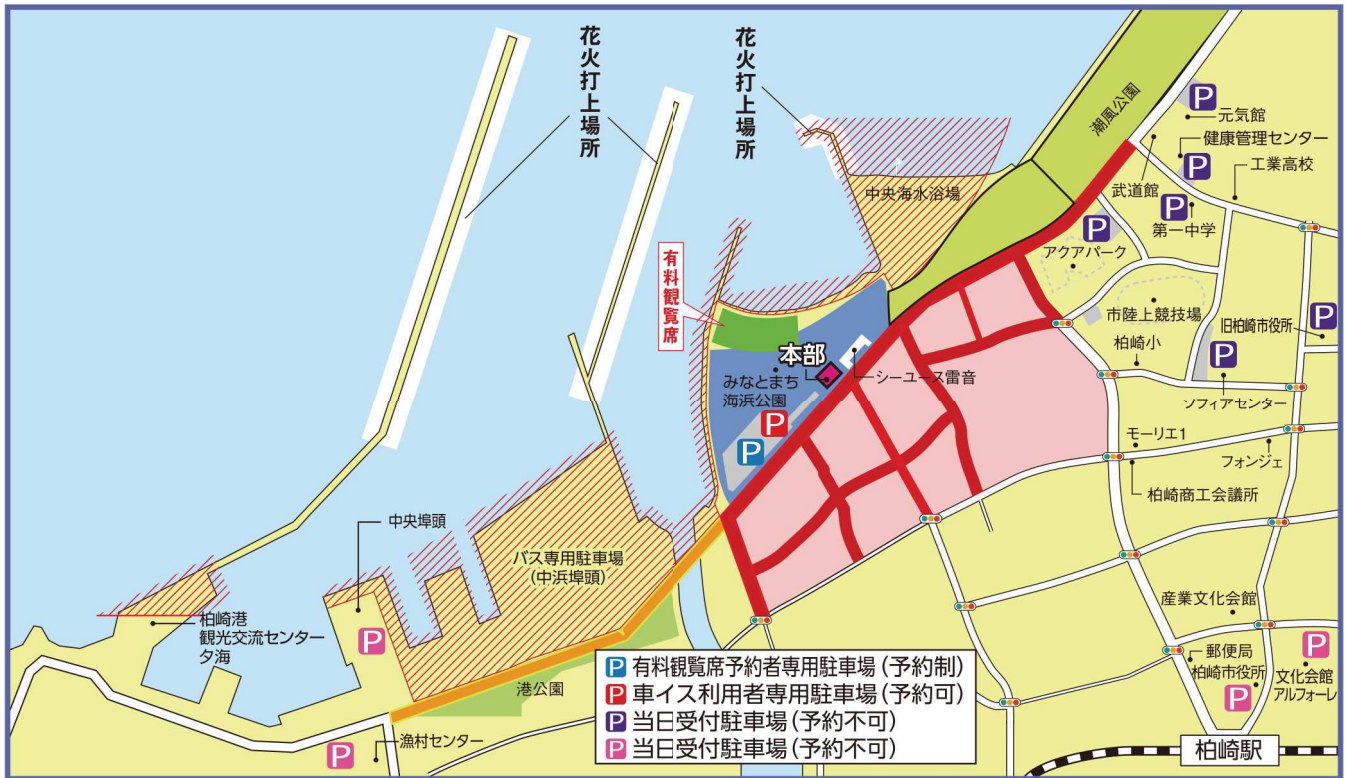 花火打上場所
花火打上場所
潮風公園
P
元気館
健康管理センター
P
工業高校
武道館
P
第一中学
中央海水浴場
P
アクアパーク
有料観覧席
市陸上競技場
旧柏崎市役所
P
本部
シーユース雷音
みなとまち
海浜公園
柏崎小
P
ソフィアセンター
P
P
モーリエ1
フォンジェ
柏崎商工会議所
中央埠頭
バス専用駐車場
(中浜埠頭)
柏崎港
観光交流センター
夕海
P
産業文化会館
郵便局
柏崎市役所
P
P
文化会館
アルフォーレ
港公園
P
漁村センター
P 有料観覧席予約者専用駐車場(予約制)
P 車イス利用者専用駐車場(予約可)
P 当日受付駐車場(予約不可)
P 当日受付駐車場(予約不可)
柏崎駅